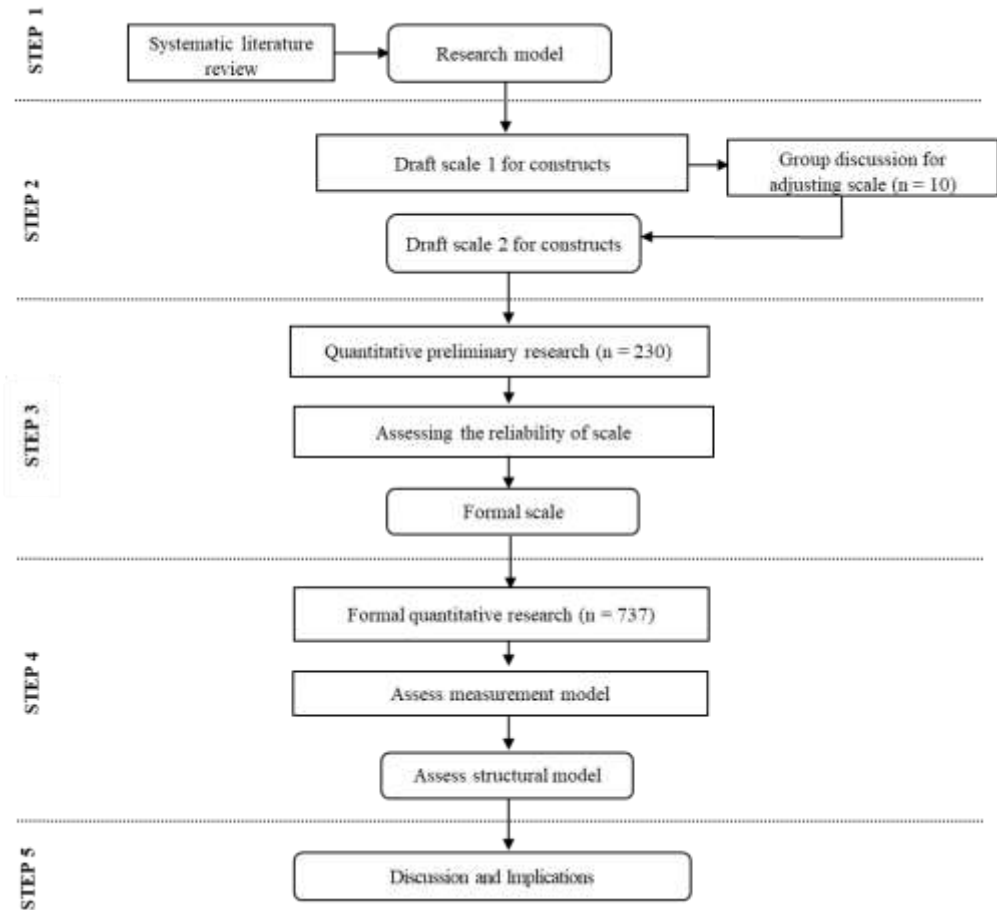 STEP 1
Systematic literature
review
Research model
STEP 2
Draft scale 1 for constructs
Group discussion for
adjusting scale (n = 10)
Draft scale 2 for constructs
STEP 3
Quantitative preliminary research (n = 230)
Assessing the reliability of scale
Formal scale
STEP 4
Formal quantitative research (n = 737)
Assess measurement model
Assess structural model
STEP 5
Discussion and Implications